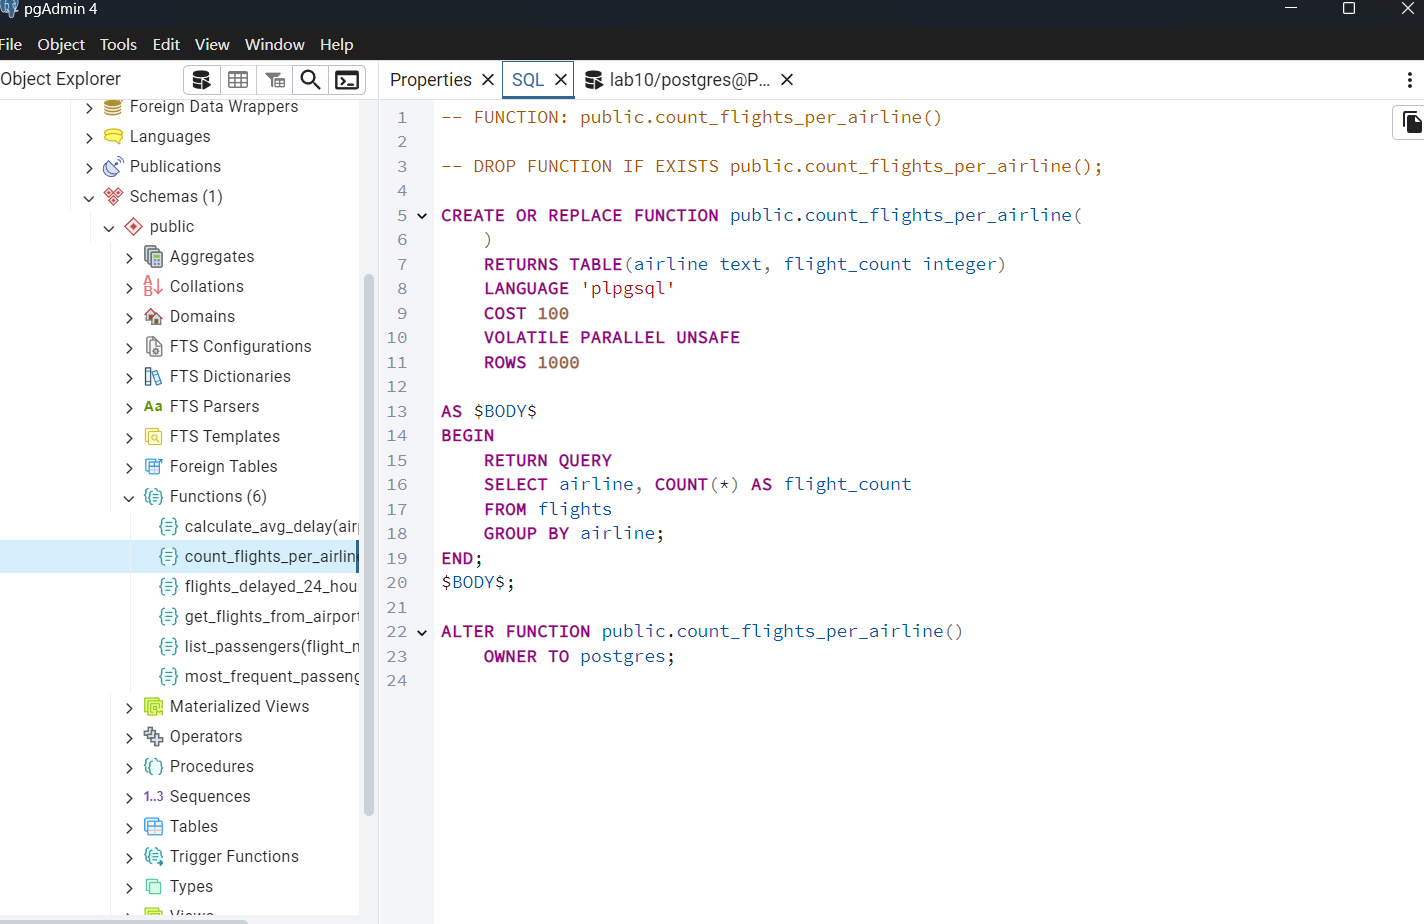 pgAdmin 4
File Object Tools Edit View Window Help
Object Explorer
Foreign Data Wrappers
Languages
Publications
Schemas (1)
public
Aggregates
Collations
Domains
FTS Configurations
FTS Dictionaries
Aa FTS Parsers
FTS Templates
Foreign Tables
Functions (6)
calculate_avg_delay(air
count_flights_per_airlin
flights_delayed_24_hou
get_flights_from_airport
list_passengers(flight_n
most_frequent_passeng
Materialized Views
Operators
Procedures
1..3 Sequences
Tables
Trigger Functions
Types
Views
Properties SQL lab10/postgres@P...
1 -- FUNCTION: public.count_flights_per_airline()
2
3 -- DROP FUNCTION IF EXISTS public.count_flights_per_airline();
4
5 CREATE OR REPLACE FUNCTION public.count_flights_per_airline(
6 )
7 RETURNS TABLE(airline text, flight_count integer)
8 LANGUAGE 'plpgsql'
9 COST 100
10 VOLATILE PARALLEL UNSAFE
11 ROWS 1000
12
13 AS $BODY$
14 BEGIN
15 RETURN QUERY
16 SELECT airline, COUNT(*) AS flight_count
17 FROM flights
18 GROUP BY airline;
19 END;
20 $BODY$;
21
22 ALTER FUNCTION public.count_flights_per_airline()
23 OWNER TO postgres;
24